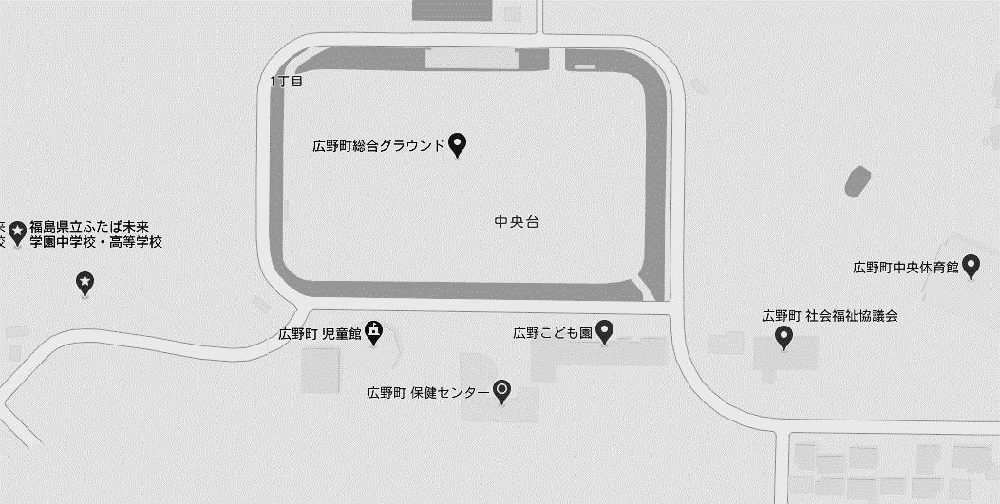 1丁目
広野町総合グラウンド
中央台
来
校
福島県立ふたば未来
学園中学校・高等学校
広野町中央体育館
広野町 社会福祉協議会
広野町 児童館
広野こども園
広野町 保健センター